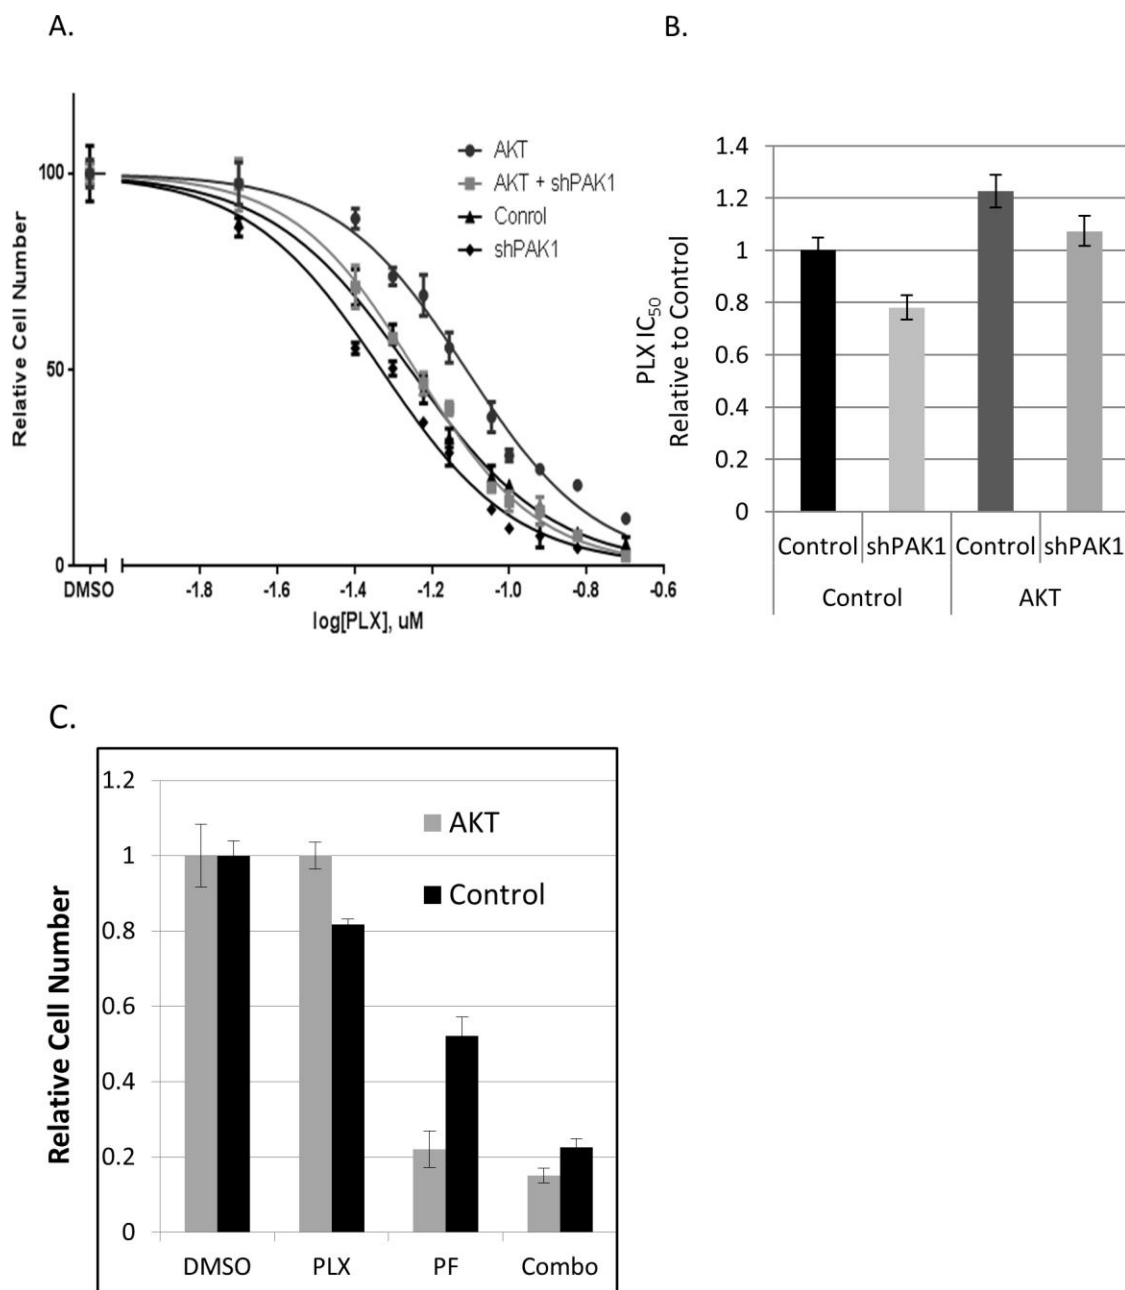 A.
100
50
0
Relative Cell Number
AKT
AKT + shPAK1
Conrol
shPAK1
DMSO -1.8 -1.6 -1.4 -1.2 -1.0 -0.8 -0.6
log[PLX], uM
B.
1.4
1.2
1
0.8
0.6
0.4
0.2
0
PLX IC50
Relative to Control
Control shPAK1 Control shPAK1
Control AKT
C.
1.2
1
0.8
0.6
0.4
0.2
0
Relative Cell Number
AKT
Control
DMSO PLX PF Combo